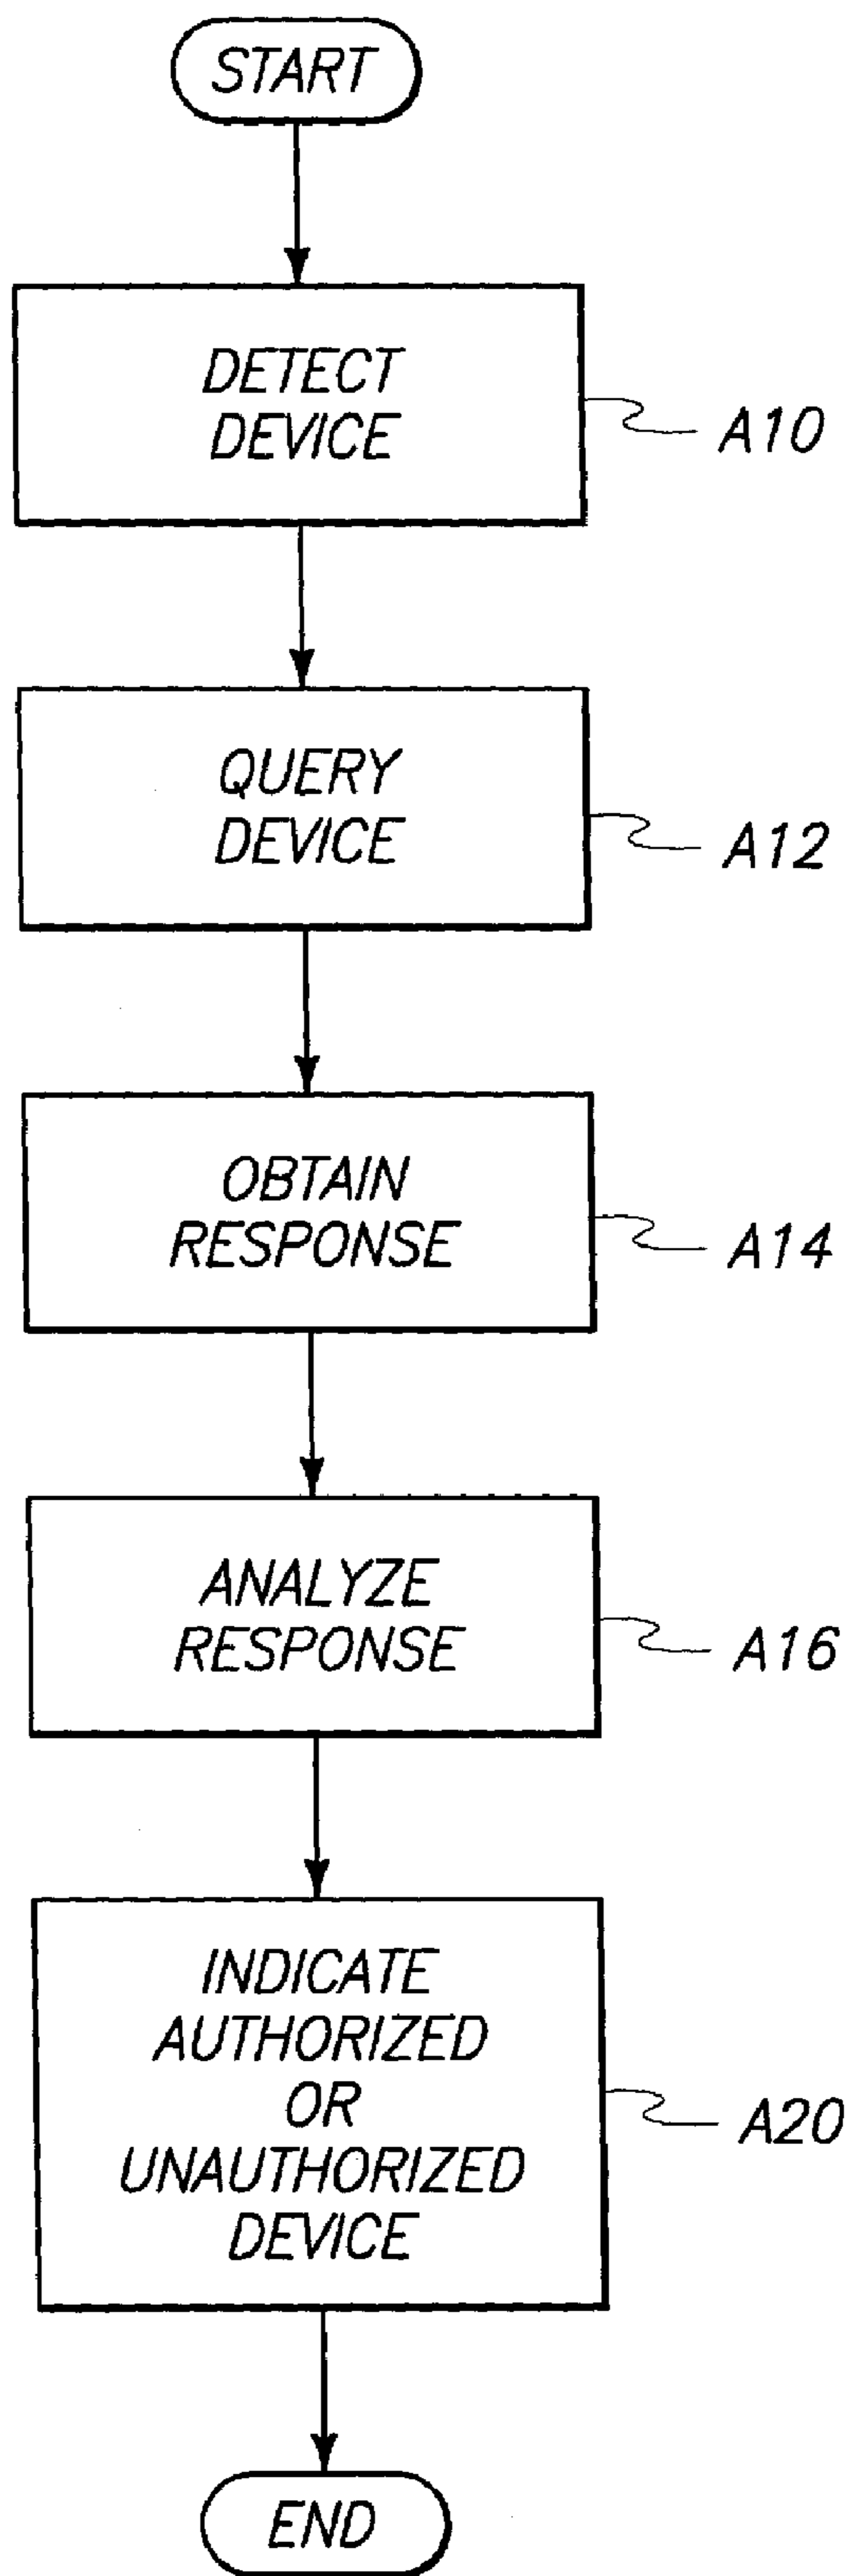 START
DETECT
DEVICE
A10
QUERY
DEVICE
A12
OBTAIN
RESPONSE
A14
ANALYZE
RESPONSE
A16
INDICATE
AUTHORIZED
OR
UNAUTHORIZED
DEVICE
A20
END